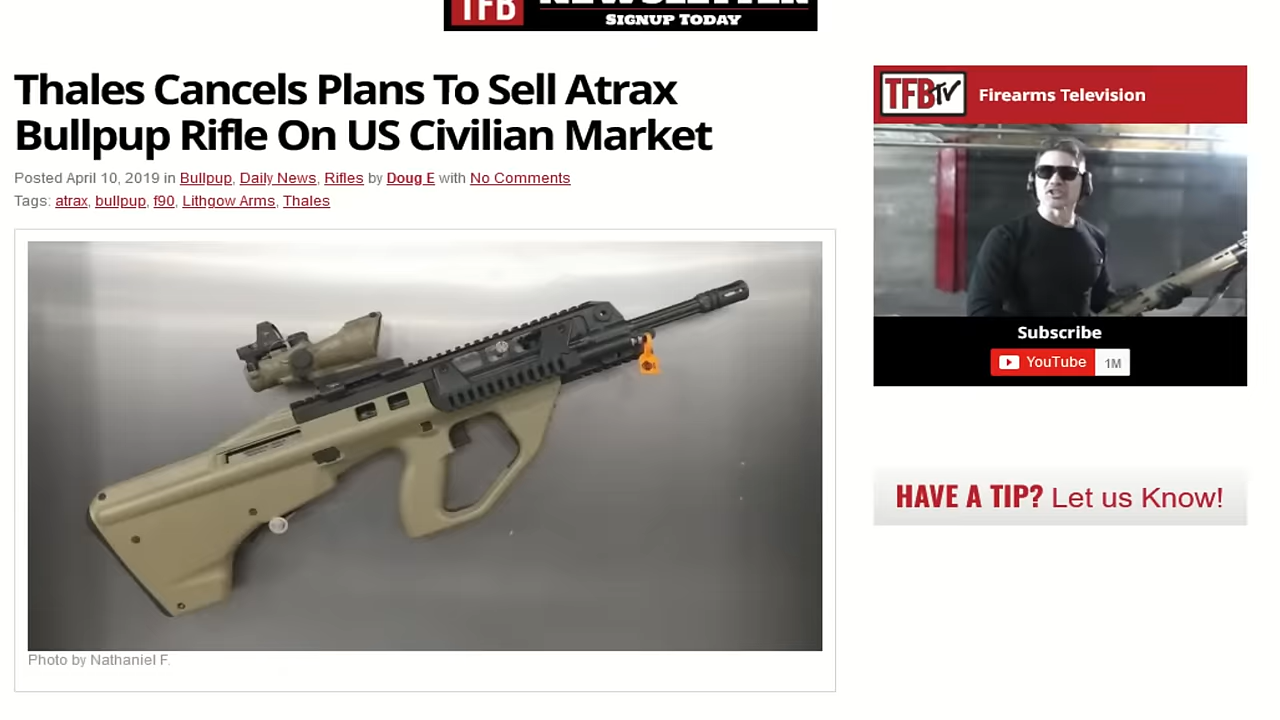 TFB
SIGNUP TODAY
Thales Cancels Plans To Sell Atrax
Bullpup Rifle On US Civilian Market
Posted April 10, 2019 in Bullpup, Daily News, Rifles by Doug E with No Comments
Tags: atrax, bullpup, f90, Lithgow Arms, Thales
Photo by Nathaniel F.
TFBTV Firearms Television
Subscribe
YouTube 1M
HAVE A TIP? Let us Know!